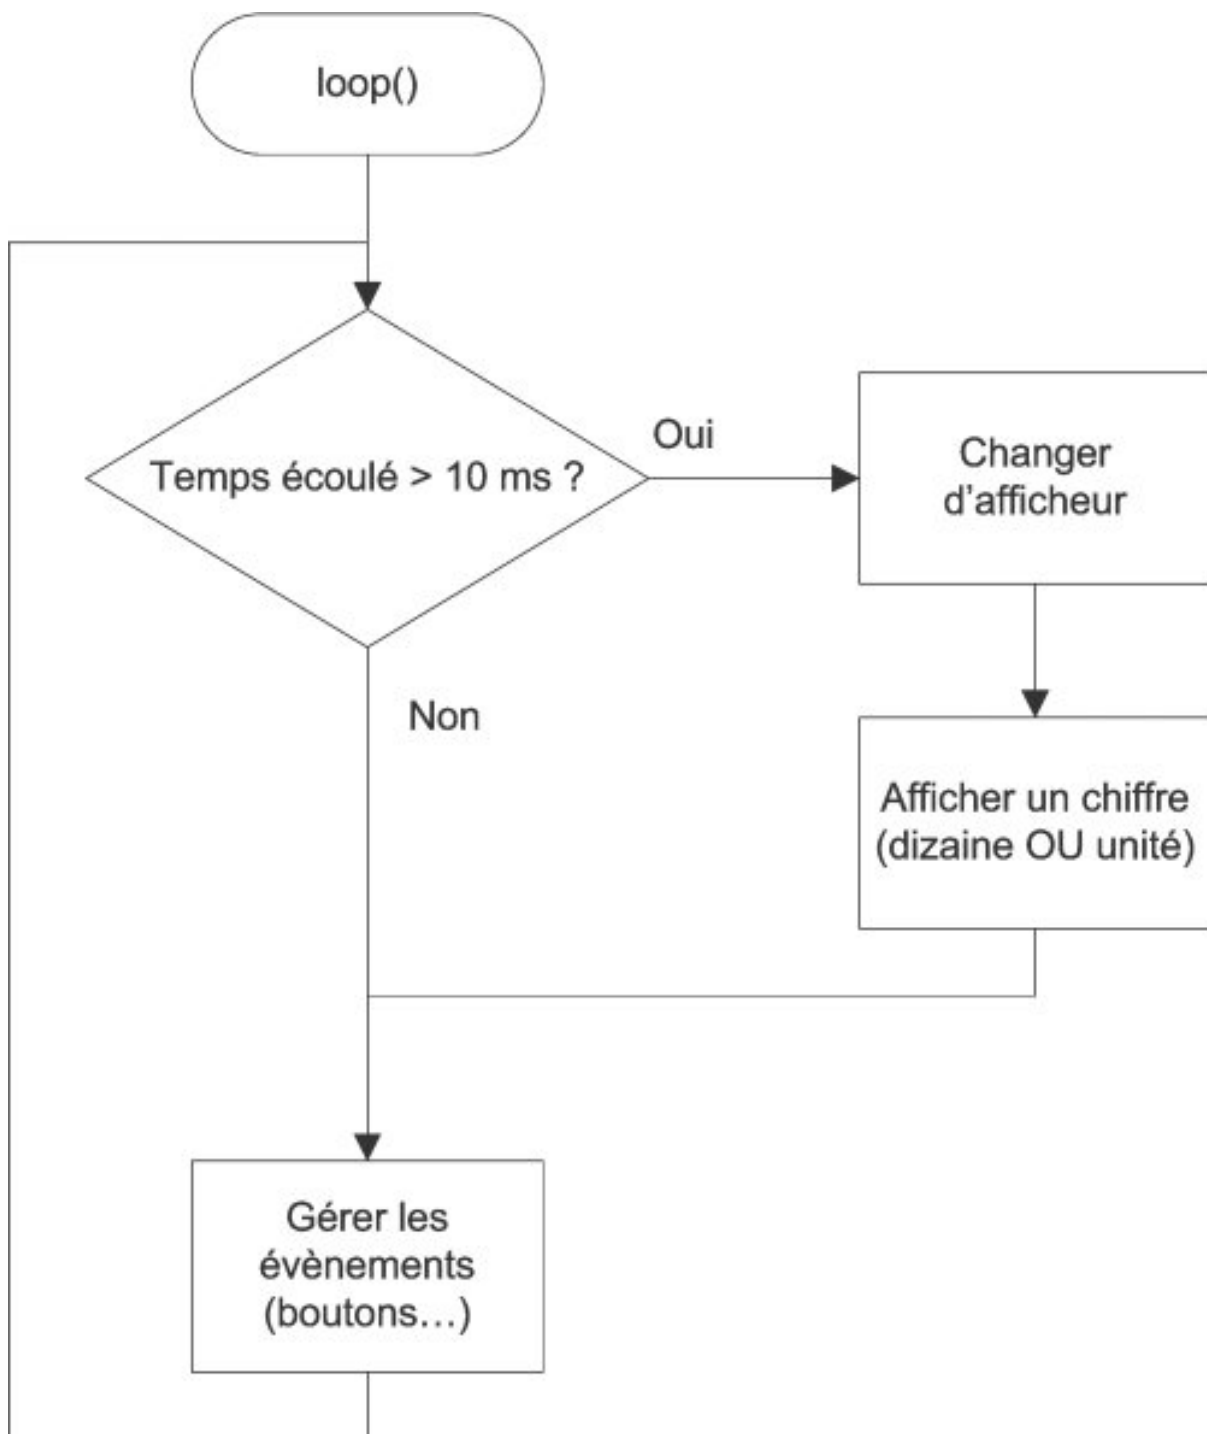 loop()
Temps écoulé > 10 ms ?
Oui
Changer
d'afficheur
Non
Afficher un chiffre
(dizaine OU unité)
Gérer les
évènements
(boutons…)